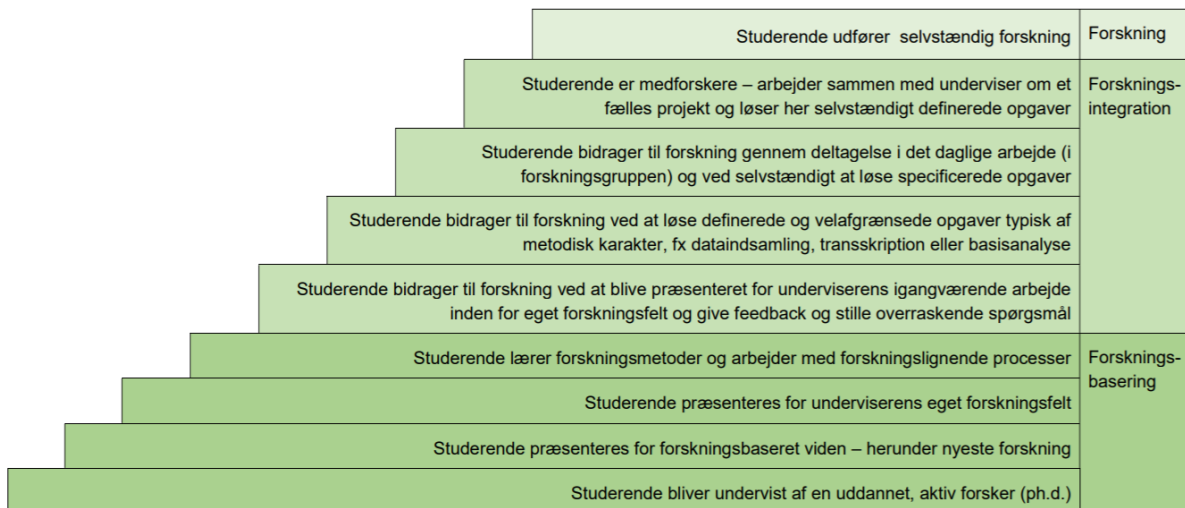 Studerende udfører selvstændig forskning
Forskning
Studerende er medforskere – arbejder sammen med underviser om et
fælles projekt og løser her selvstændigt definerede opgaver
Forsknings-
integration
Studerende bidrager til forskning gennem deltagelse i det daglige arbejde (i
forskningsgruppen) og ved selvstændigt at løse specificerede opgaver
Studerende bidrager til forskning ved at løse definerede og velafgrænsede opgaver typisk af
metodisk karakter, fx dataindsamling, transskription eller basisanalyse
Studerende bidrager til forskning ved at blive præsenteret for underviserens igangværende arbejde
inden for eget forskningsfelt og give feedback og stille overraskende spørgsmål
Studerende lærer forskningsmetoder og arbejder med forskningslignende processer
Forsknings-
basering
Studerende præsenteres for underviserens eget forskningsfelt
Studerende præsenteres for forskningsbaseret viden – herunder nyeste forskning
Studerende bliver undervist af en uddannet, aktiv forsker (ph.d.)